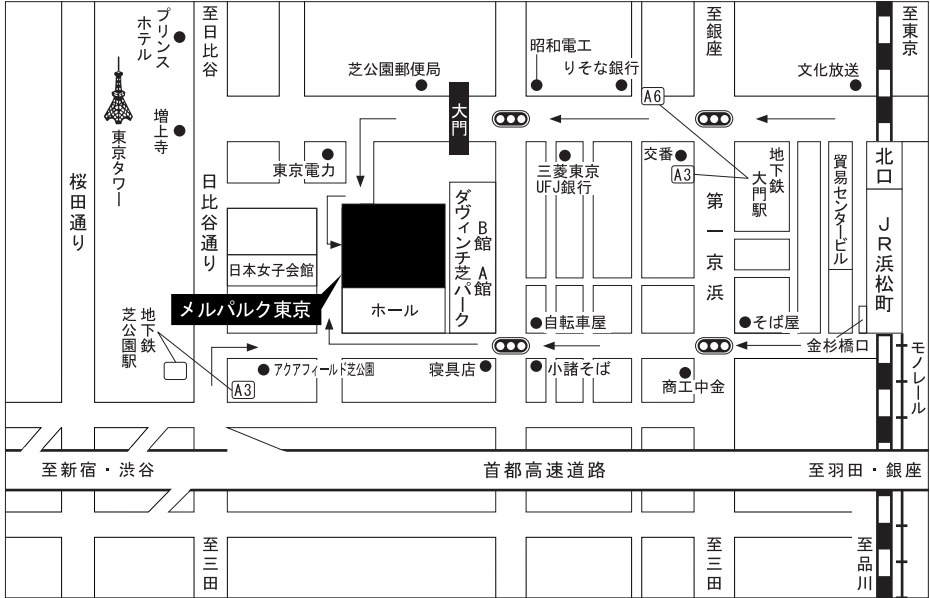 プリンスホテル
至日比谷
至銀座
至東京
昭和電工
りそな銀行
芝公園郵便局
文化放送
A6
大門
東京タワー
増上寺
東京電力
三菱東京
UFJ銀行
交番
A3
地下鉄
大門駅
貿易センタービル
北口
桜田通り
日比谷通り
ダヴィンチ芝パーク
B館 A館
第一京浜
JR浜松町
日本女子会館
メルパルク東京
ホール
自転車屋
そば屋
金杉橋口
地下鉄
芝公園駅
A3
アクアフィールド芝公園
寝具店
小諸そば
商工中金
モノレール
至新宿・渋谷
首都高速道路
至羽田・銀座
至三田
至三田
至品川